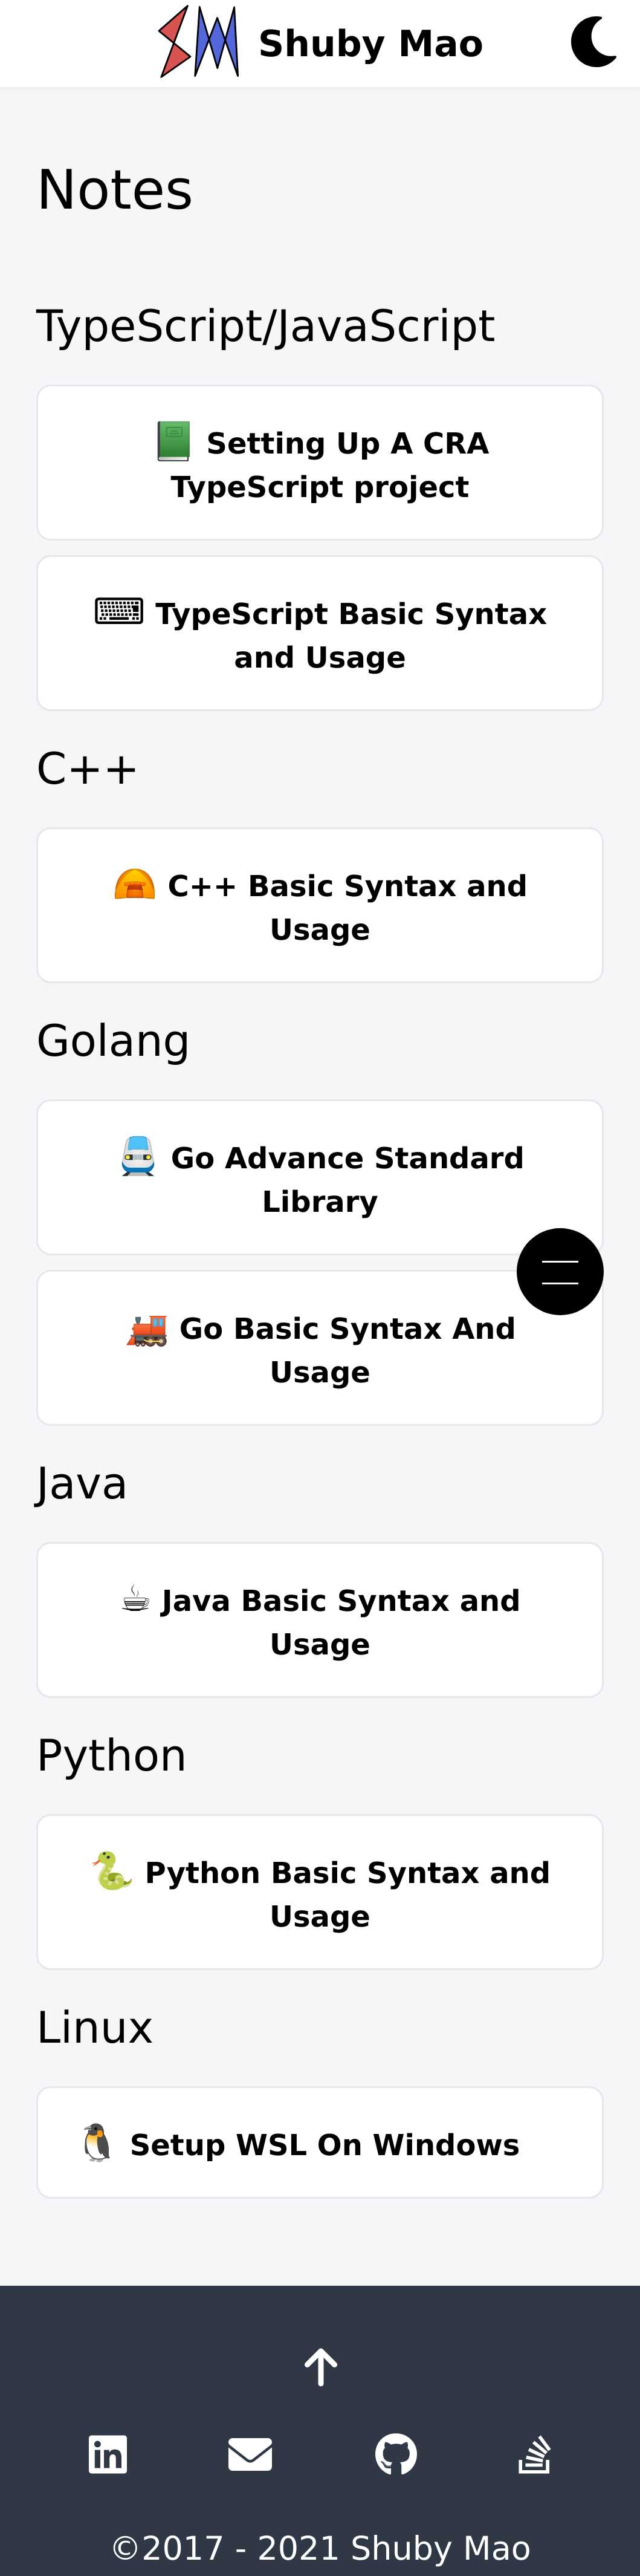 SM Shuby Mao
Notes
TypeScript/JavaScript
Setting Up A CRA
TypeScript project
TypeScript Basic Syntax
and Usage
C++
C++ Basic Syntax and
Usage
Golang
Go Advance Standard
Library
Go Basic Syntax And
Usage
Java
Java Basic Syntax and
Usage
Python
Python Basic Syntax and
Usage
Linux
Setup WSL On Windows
in
©2017 - 2021 Shuby Mao